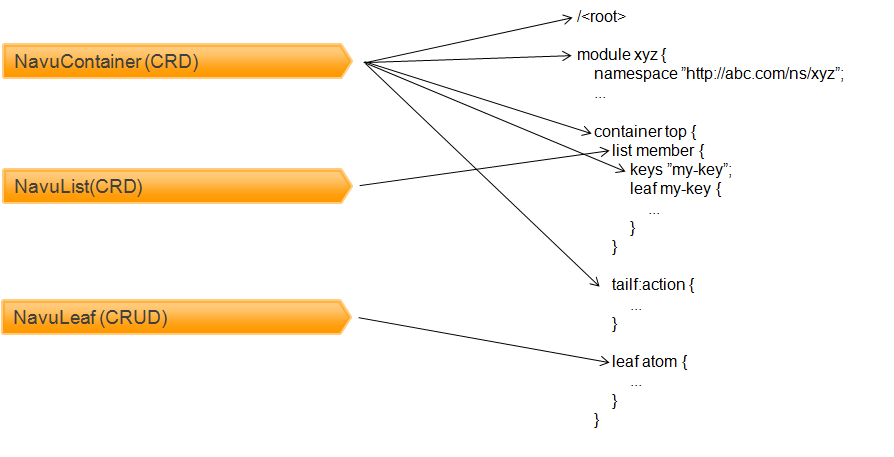 NavuContainer (CRD)
NavuList(CRD)
NavuLeaf (CRUD)
/<root>
module xyz {
namespace ”http://abc.com/ns/xyz”;
...
container top {
list member {
keys ”my-key”;
leaf my-key {
...
}
}
tailf:action {
...
}
leaf atom {
...
}
}